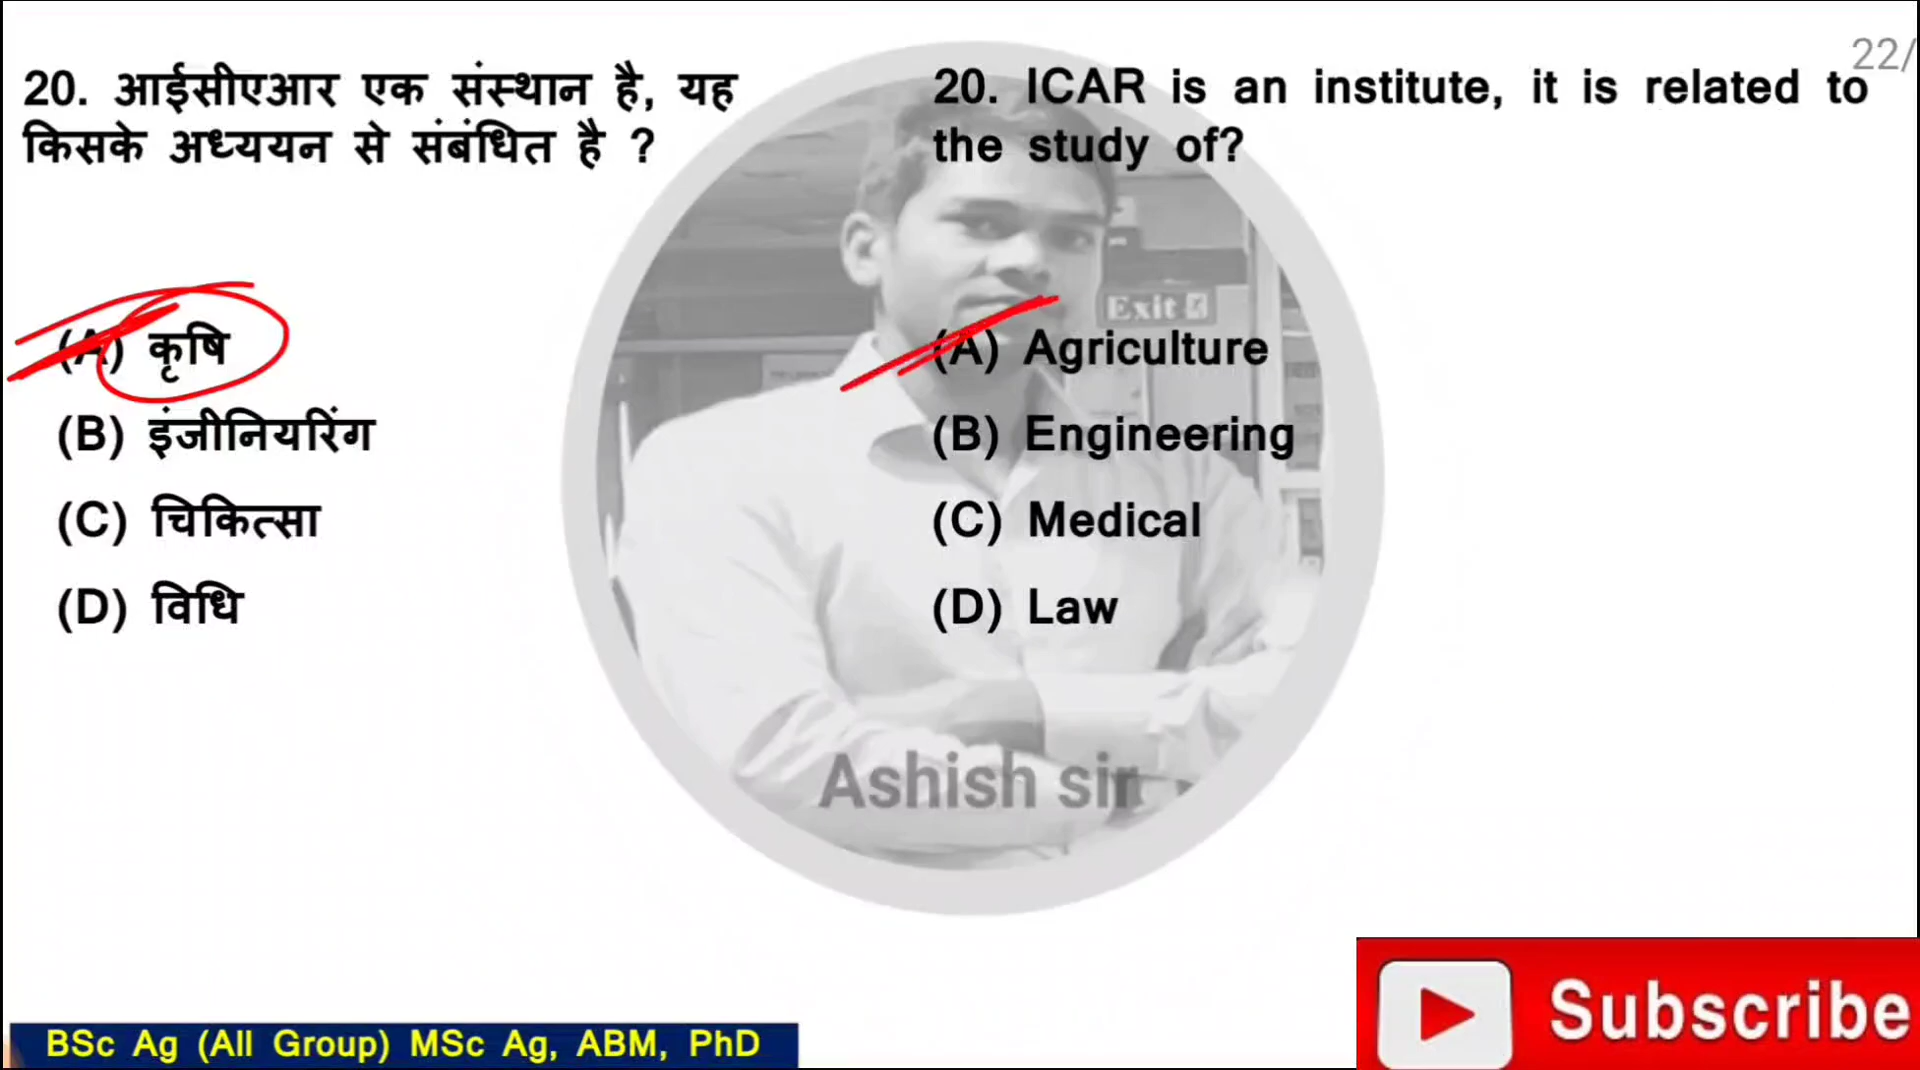 22/
20. आईसीएआर एक संस्थान है, यह
किसके अध्ययन से संबंधित है ?
(A) कृषि
(B) इंजीनियरिंग
(C) चिकित्सा
(D) विधि
20. ICAR is an institute, it is related to
the study of?
(A) Agriculture
(B) Engineering
(C) Medical
(D) Law
Exit
Ashish sir
BSc Ag (All Group) MSc Ag, ABM, PhD
Subscribe